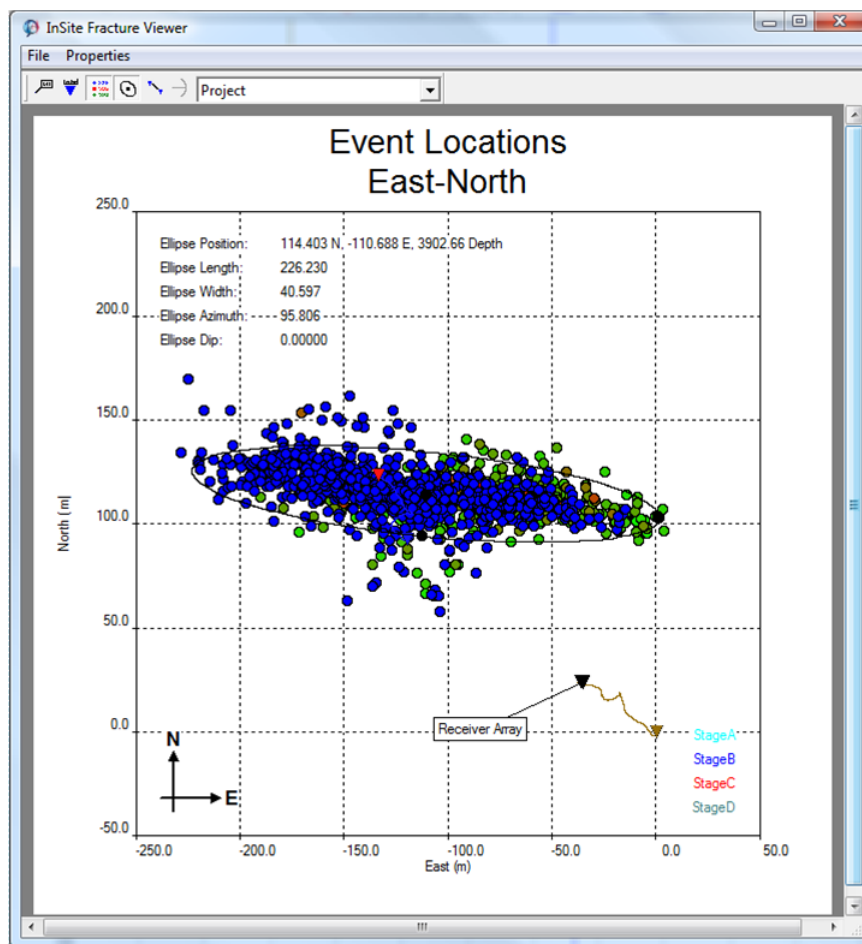 InSite Fracture Viewer
File Properties
Project
Event Locations
East-North
250.0
200.0
150.0
100.0
50.0
0.0
-50.0
North (m)
Ellipse Position: 114.403 N, -110.688 E, 3902.66 Depth
Ellipse Length: 226.230
Ellipse Width: 40.597
Ellipse Azimuth: 95.806
Ellipse Dip: 0.00000
Receiver Array
StageA
StageB
StageC
StageD
N
E
-250.0 -200.0 -150.0 -100.0 -50.0 0.0 50.0
East (m)